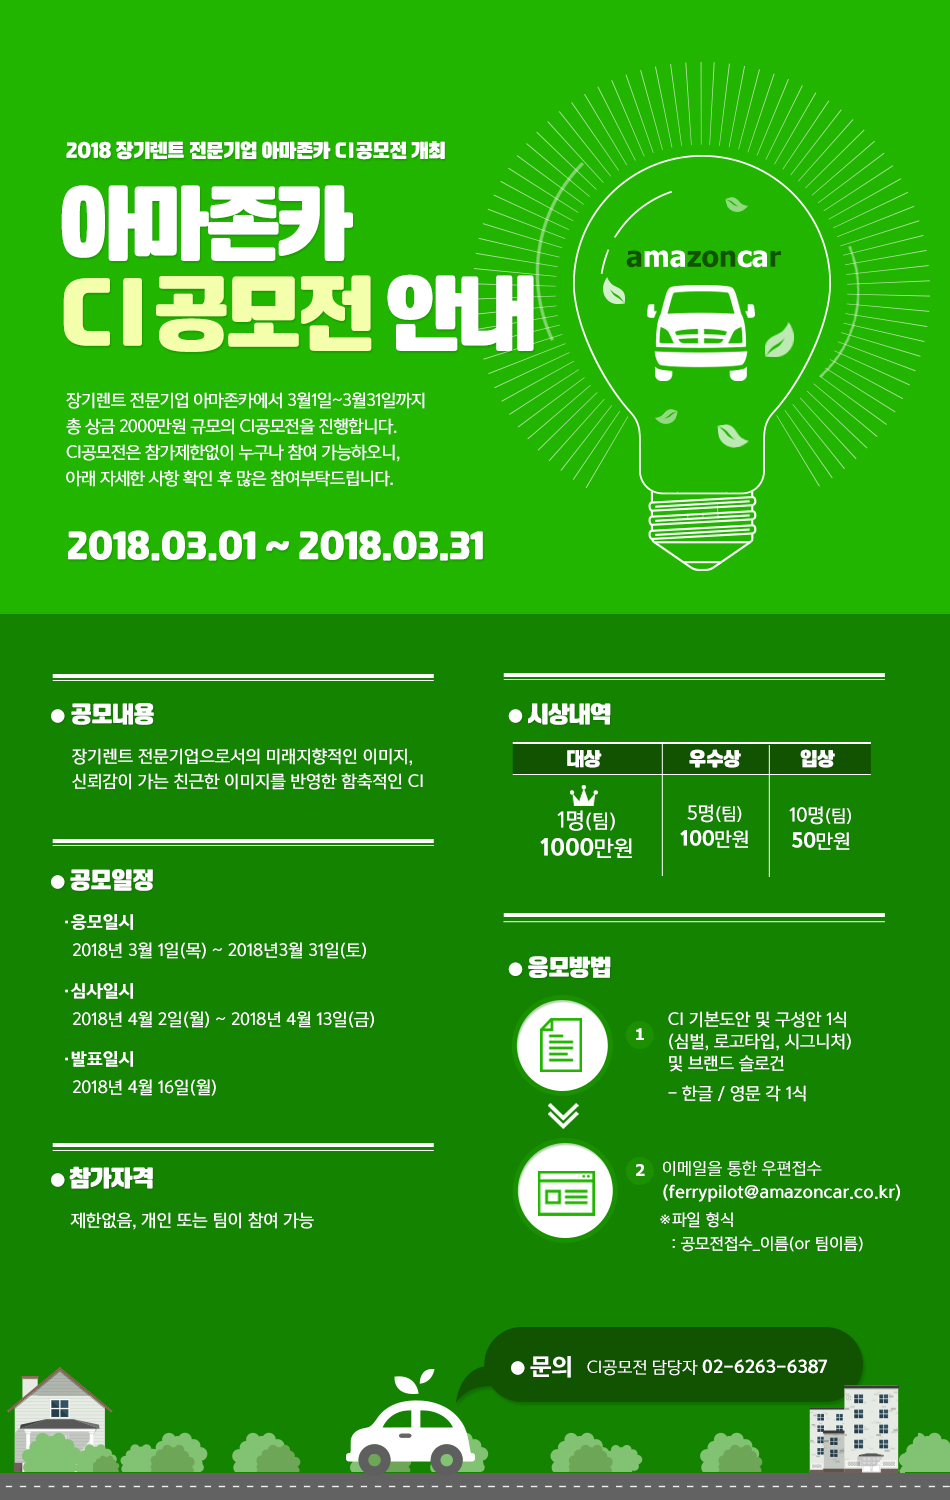 2018 장기렌트 전문기업 아마존카 CI공모전 개최
아마존카
CI공모전 안내
장기렌트 전문기업 아마존카에서 3월1일~3월31일까지
총 상금 2000만원 규모의 CI공모전을 진행합니다.
CI공모전은 참가제한없이 누구나 참여 가능하오니,
아래 자세한 사항 확인 후 많은 참여부탁드립니다.
2018.03.01 ~ 2018.03.31
amazoncar
● 공모내용
장기렌트 전문기업으로서의 미래지향적인 이미지,
신뢰감이 가는 친근한 이미지를 반영한 함축적인 CI
● 공모일정
·응모일시
2018년 3월 1일(목) ~ 2018년3월 31일(토)
·심사일시
2018년 4월 2일(월) ~ 2018년 4월 13일(금)
·발표일시
2018년 4월 16일(월)
● 참가자격
제한없음, 개인 또는 팀이 참여 가능
● 시상내역
대상 우수상 입상
1명(팀) 5명(팀) 10명(팀)
1000만원 100만원 50만원
● 응모방법
1 CI 기본도안 및 구성안 1식
(심벌, 로고타입, 시그니처)
및 브랜드 슬로건
- 한글 / 영문 각 1식
2 이메일을 통한 우편접수
(ferrypilot@amazoncar.co.kr)
※파일 형식
: 공모전접수_이름(or 팀이름)
● 문의 CI공모전 담당자 02-6263-6387